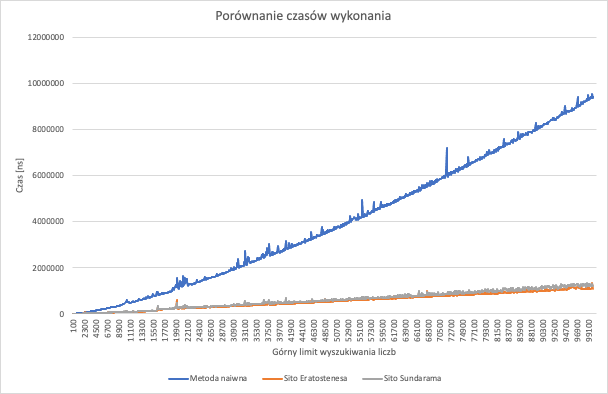 Porównanie czasów wykonania
12000000
10000000
8000000
6000000
4000000
2000000
0
Czas [ns]
100 2300 4500 6700 8900 11100 13300 15500 17700 19900 22100 24300 26500 28700 30900 33100 35300 37500 39700 41900 44100 46300 48500 50700 52900 55100 57300 59500 61700 63900 66100 68300 70500 72700 74900 77100 79300 81500 83700 85900 88100 90300 92500 94700 96900 99100
Górny limit wyszukiwania liczb
Metoda naiwna Sito Eratostenesa Sito Sundarama